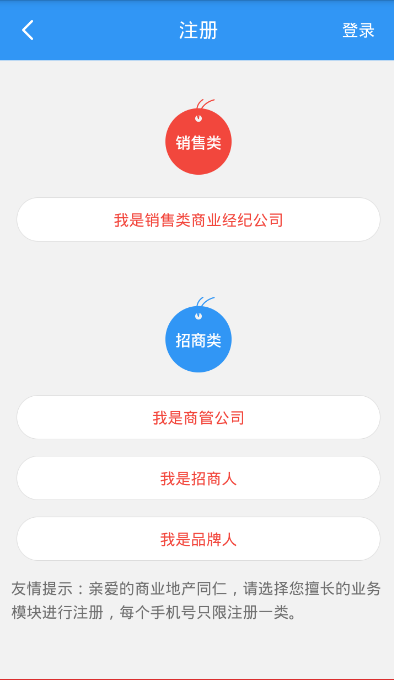 注册
登录
销售类
我是销售类商业经纪公司
招商类
我是商管公司
我是招商人
我是品牌人
友情提示：亲爱的商业地产同仁，请选择您擅长的业务
模块进行注册，每个手机号只限注册一类。